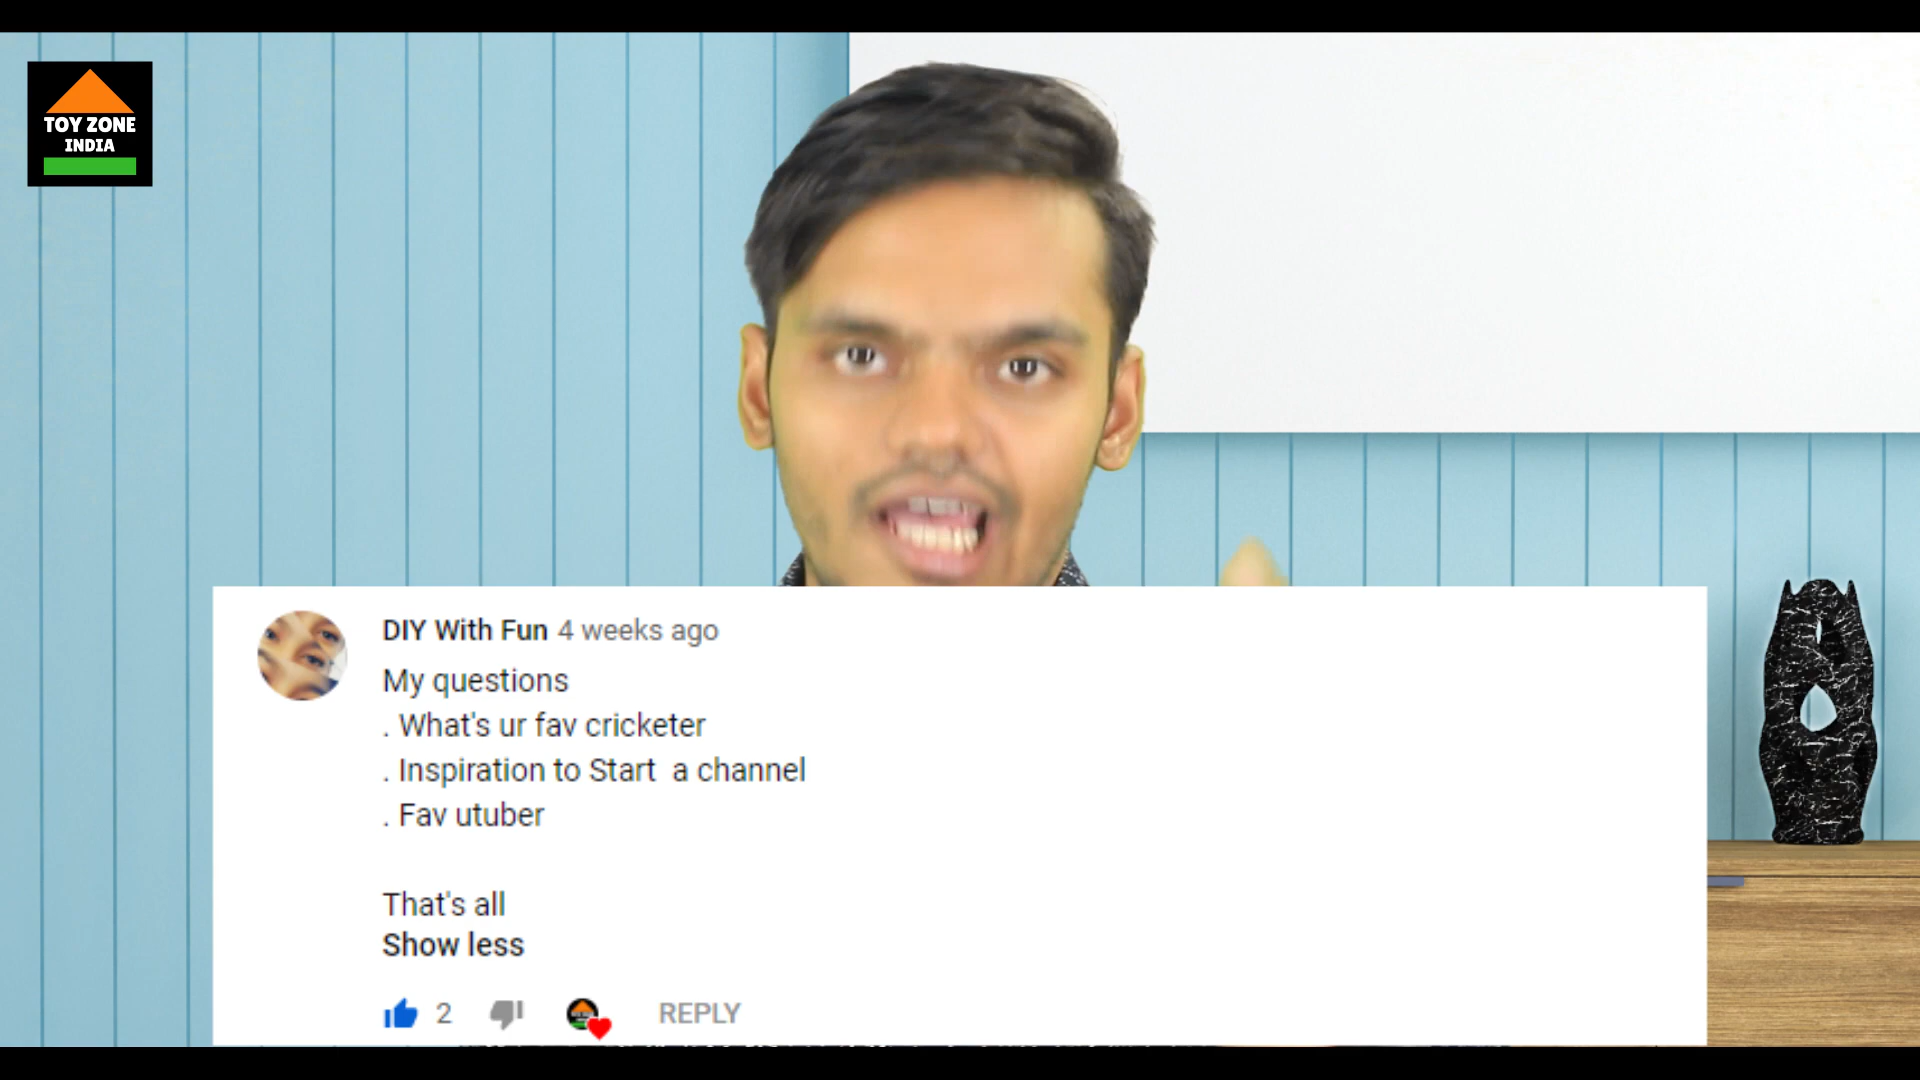 TOY ZONE
INDIA
DIY With Fun 4 weeks ago
My questions
. What's ur fav cricketer
. Inspiration to Start a channel
. Fav utuber
That's all
Show less
2
REPLY